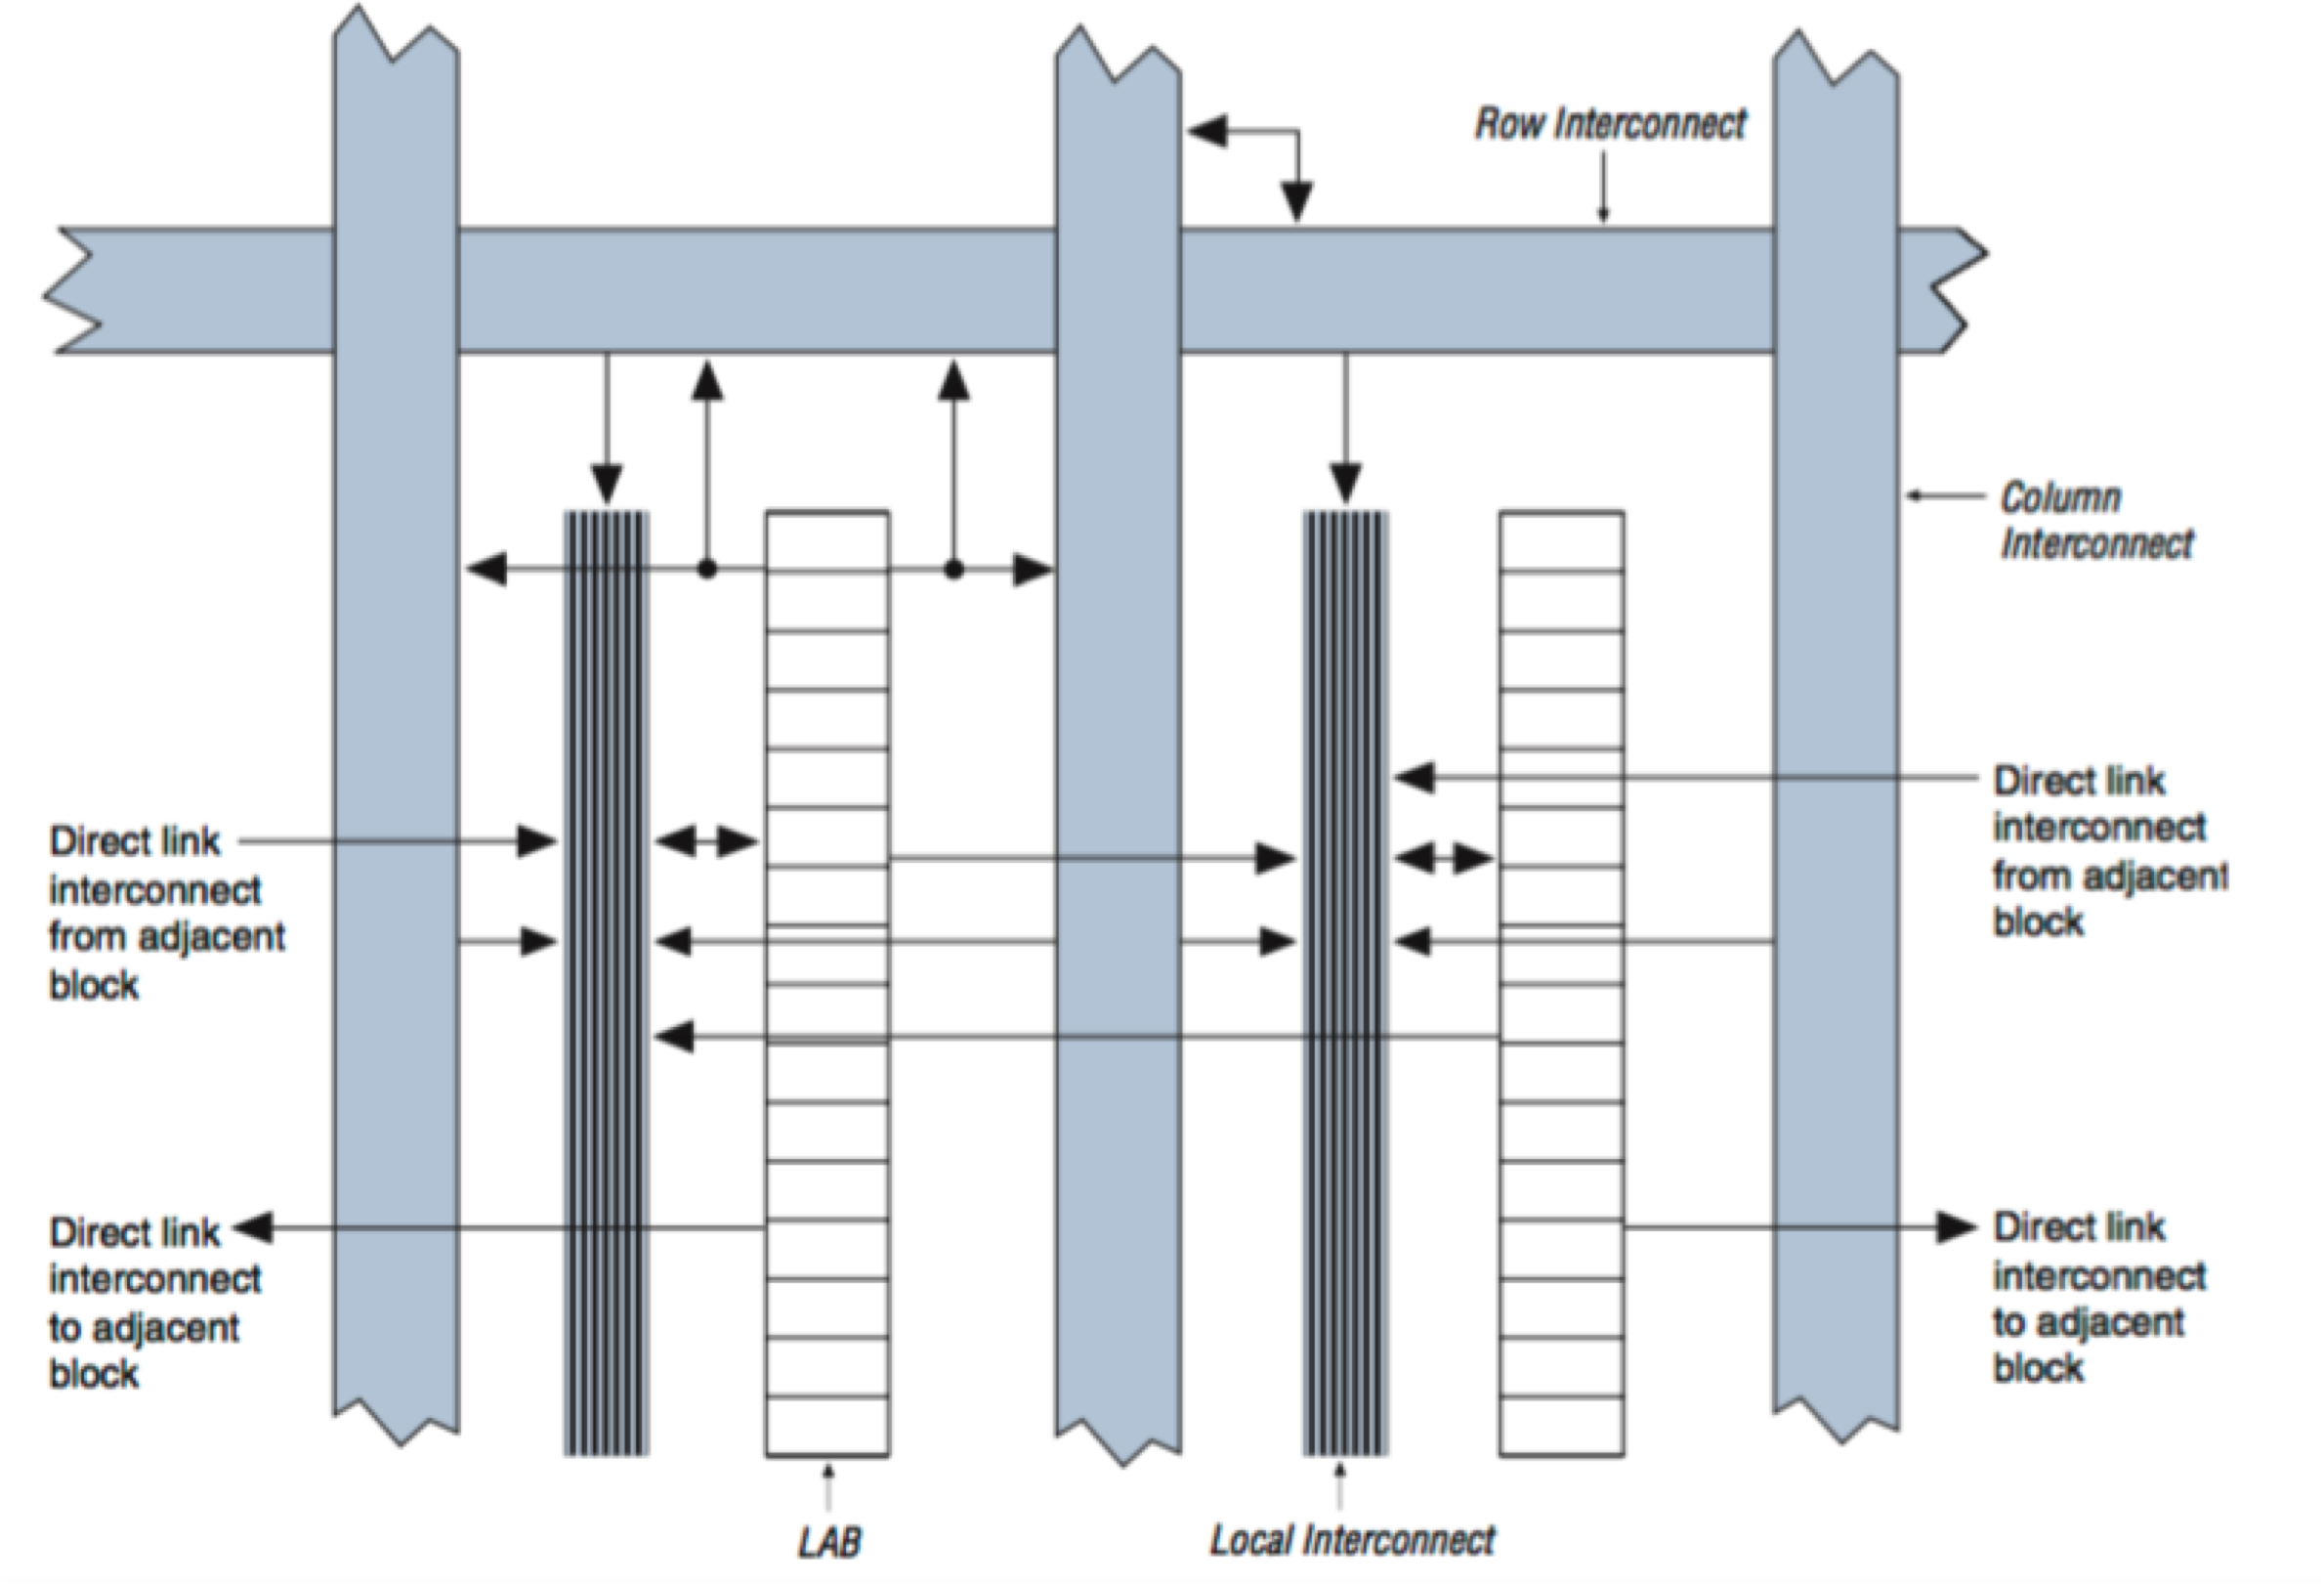 Row Interconnect
Column
Interconnect
Direct link
interconnect
from adjacent
block
Direct link
interconnect
from adjacent
block
Direct link
interconnect
to adjacent
block
Direct link
interconnect
to adjacent
block
LAB
Local Interconnect